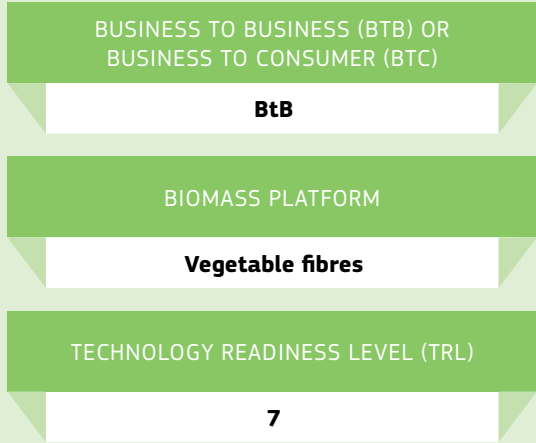 BUSINESS TO BUSINESS (BTB) OR
BUSINESS TO CONSUMER (BTC)
BtB
BIOMASS PLATFORM
Vegetable fibres
TECHNOLOGY READINESS LEVEL (TRL)
7